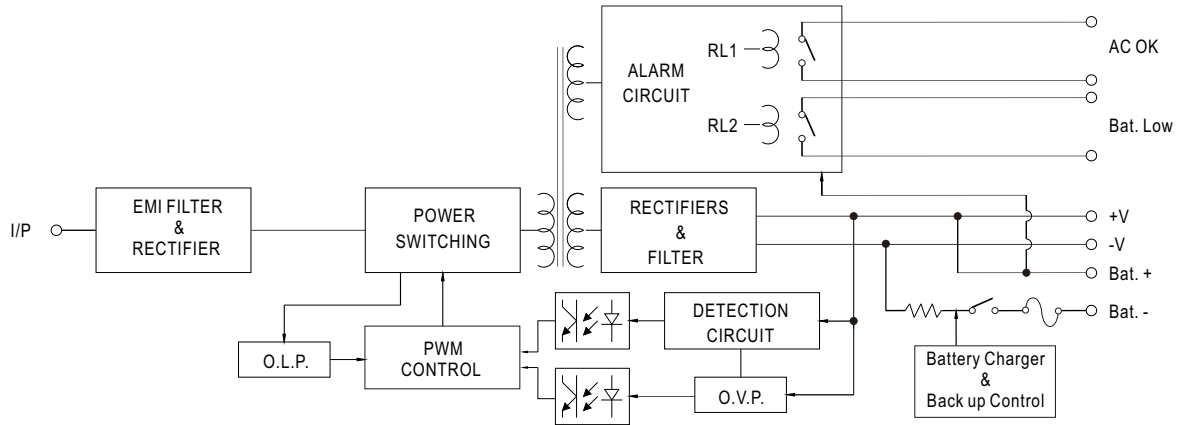 ALARM
CIRCUIT
RL1
RL2
AC OK
Bat. Low
I/P
EMI FILTER
&
RECTIFIER
POWER
SWITCHING
RECTIFIERS
&
FILTER
+V
-V
Bat. +
Bat. -
O.L.P.
PWM
CONTROL
DETECTION
CIRCUIT
O.V.P.
Battery Charger
&
Back up Control